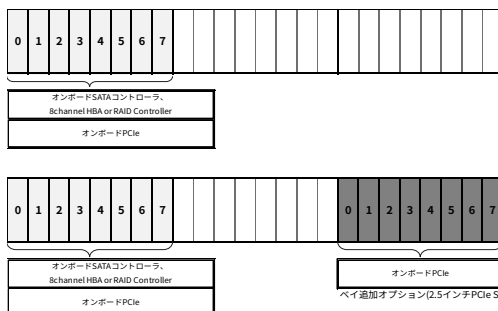 0 1 2 3 4 5 6 7
オンボードSATAコントローラ、
8channel HBA or RAID Controller
オンボードPCIe
0 1 2 3 4 5 6 7 0 1 2 3 4 5 6 7
オンボードSATAコントローラ、
8channel HBA or RAID Controller
オンボードPCIe
オンボードPCIe
ベイ追加オプション(2.5インチPCIe S